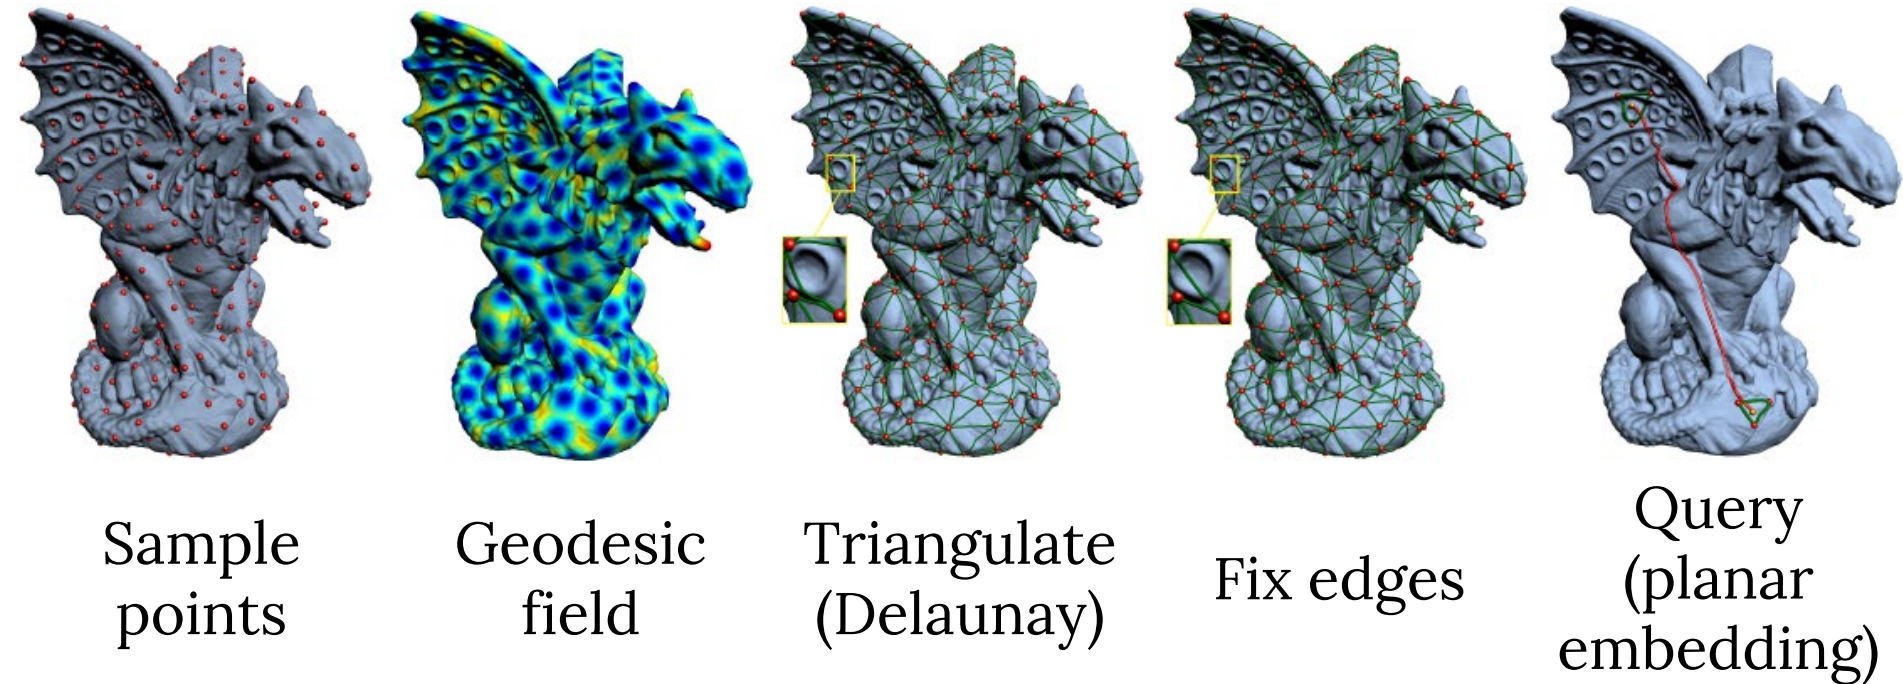 Sample
points
Geodesic
field
Triangulate
(Delaunay)
Fix edges
Query
(planar
embedding)